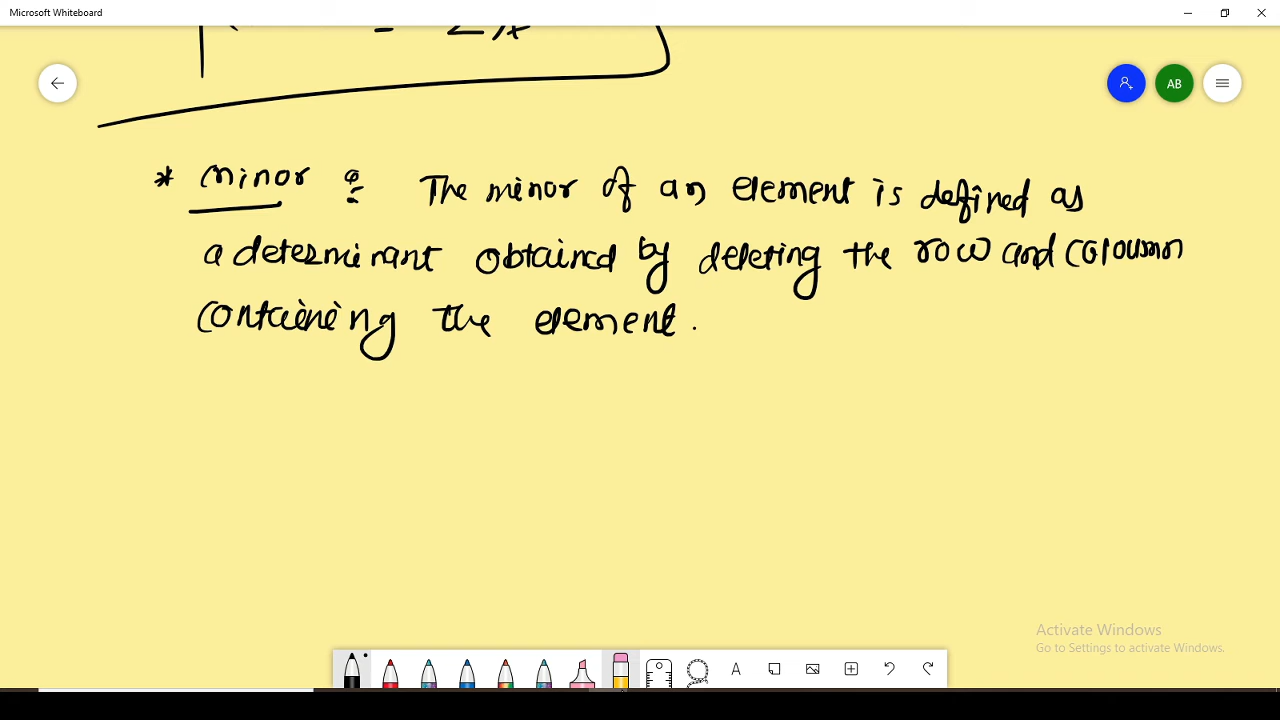 Microsoft Whiteboard
AB
* Minor : The minor of an element is defined as
a determinant obtained by deleting the row and coloumn
containing the element.
A
Activate Windows
Go to Settings to activate Windows.